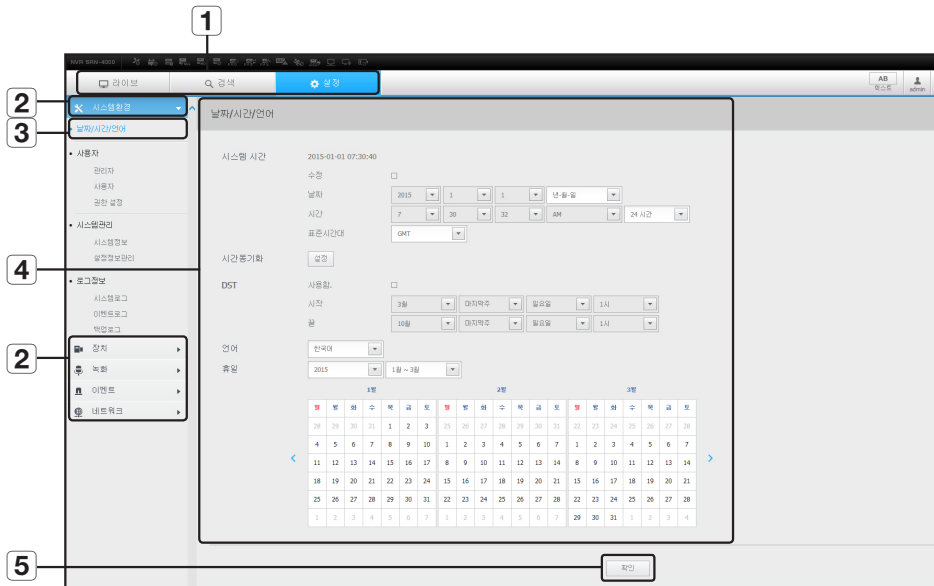 1
NVR SRN-4000
라이브
검색
설정
AB
텍스트
admin
2
시스템환경
3
날짜/시간/언어
사용자
관리자
사용자
권한 설정
시스템관리
시스템정보
설정정보관리
4
로그정보
시스템로그
이벤트로그
백업로그
2
장치
녹화
이벤트
네트워크
날짜/시간/언어
시스템 시간
2015-01-01 07:30:40
수정
날짜
2015 1 1 년-월-일
시간
7 30 32 AM 24 시간
표준시간대
GMT
시간동기화
설정
DST
사용함.
시작
3월 마지막주 일요일 1시
끝
10월 마지막주 일요일 1시
언어
한국어
휴일
2015 1월 ~ 3월
1월 2월 3월
일 월 화 수 목 금 토 일 월 화 수 목 금 토 일 월 화 수 목 금 토
28 29 30 31 1 2 3 25 26 27 28 29 30 31 22 23 24 25 26 27 28
4 5 6 7 8 9 10 1 2 3 4 5 6 7 1 2 3 4 5 6 7
11 12 13 14 15 16 17 8 9 10 11 12 13 14 8 9 10 11 12 13 14
18 19 20 21 22 23 24 15 16 17 18 19 20 21 15 16 17 18 19 20 21
25 26 27 28 29 30 31 22 23 24 25 26 27 28 22 23 24 25 26 27 28
1 2 3 4 5 6 7 1 2 3 4 5 6 7 29 30 31 1 2 3 4
5
확인